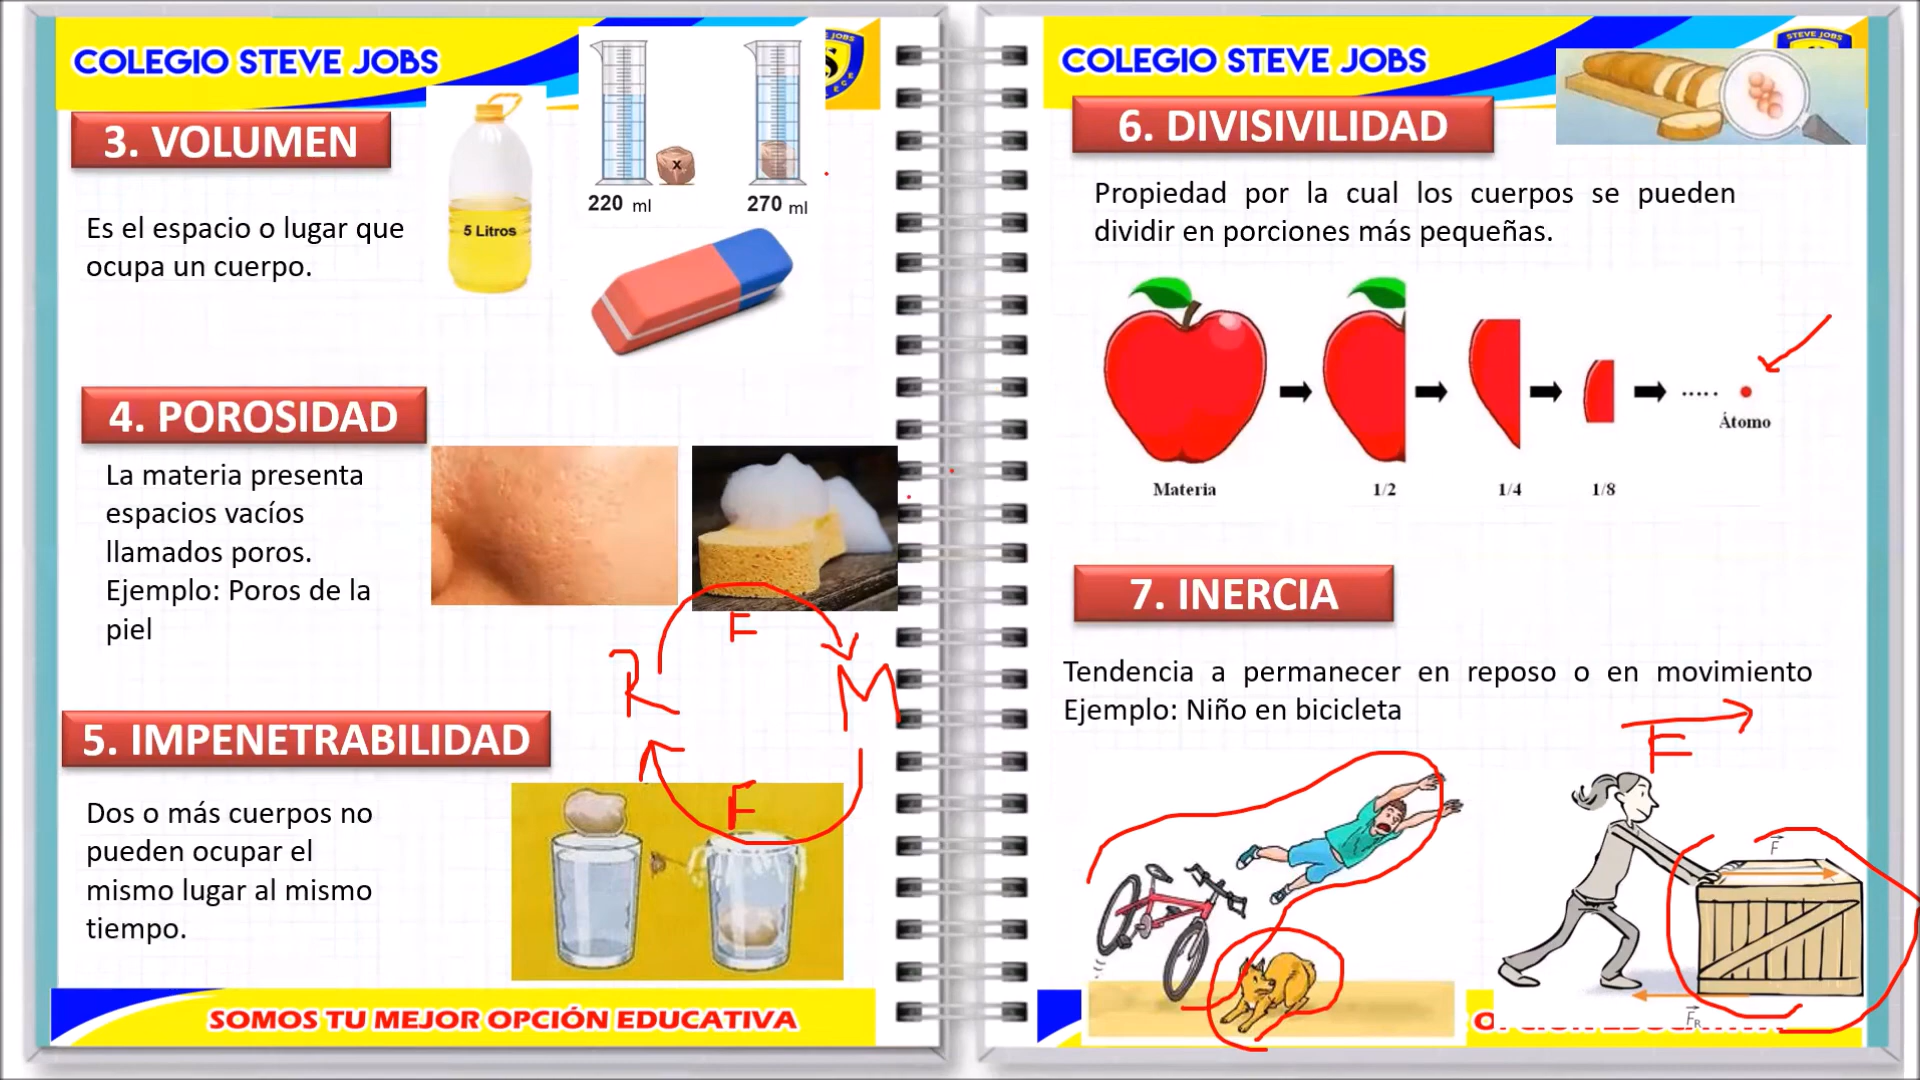 COLEGIO STEVE JOBS
3. VOLUMEN
Es el espacio o lugar que
ocupa un cuerpo.
5 Litros
x
220 ml
270 ml
4. POROSIDAD
La materia presenta
espacios vacíos
llamados poros.
Ejemplo: Poros de la
piel
F
R
M
F
5. IMPENETRABILIDAD
Dos o más cuerpos no
pueden ocupar el
mismo lugar al mismo
tiempo.
SOMOS TU MEJOR OPCIÓN EDUCATIVA
COLEGIO STEVE JOBS
STEVE JOBS
6. DIVISIVILIDAD
Propiedad por la cual los cuerpos se pueden
dividir en porciones más pequeñas.
.....
Átomo
Materia
1/2
1/4
1/8
7. INERCIA
Tendencia a permanecer en reposo o en movimiento
Ejemplo: Niño en bicicleta
F
F
FR